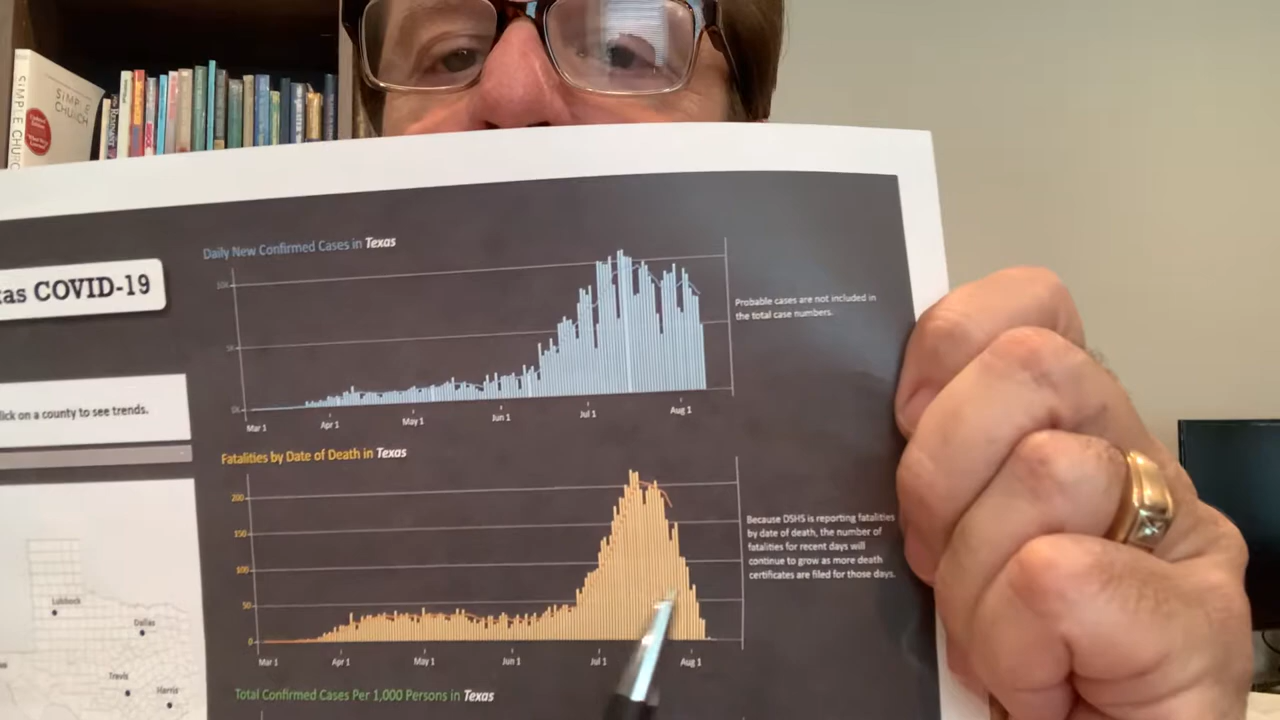 SIMPLE CHURCH
SIMPLE
CHURCH
Daily New Confirmed Cases in Texas
as COVID-19
10K
5K
0K
Mar 1
Apr 1
May 1
Jun 1
Jul 1
Aug 1
Probable cases are not included in
the total case numbers.
lick on a county to see trends.
Fatalities by Date of Death in Texas
200
150
100
50
0
Mar 1
Apr 1
May 1
Jun 1
Jul 1
Aug 1
Because DSHS is reporting fatalities
by date of death, the number of
fatalities for recent days will
continue to grow as more death
certificates are filed for those days.
Lubbock
Dallas
Travis
Harris
Total Confirmed Cases Per 1,000 Persons in Texas